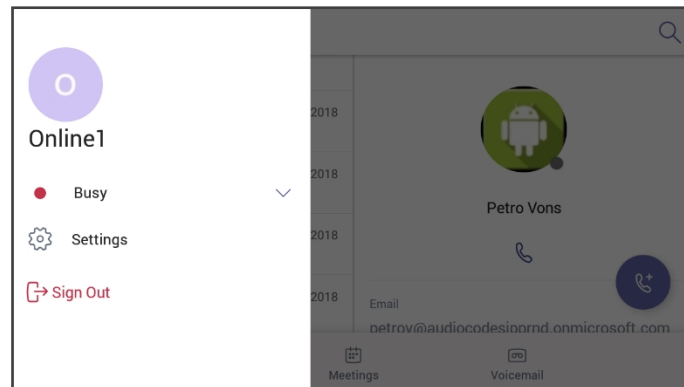 O
Online1
Busy
Settings
Sign Out
2018
2018
2018
2018
Petro Vons
Email
petrov@audiocodesipprnd.onmicrosoft.com
Meetings
Voicemail